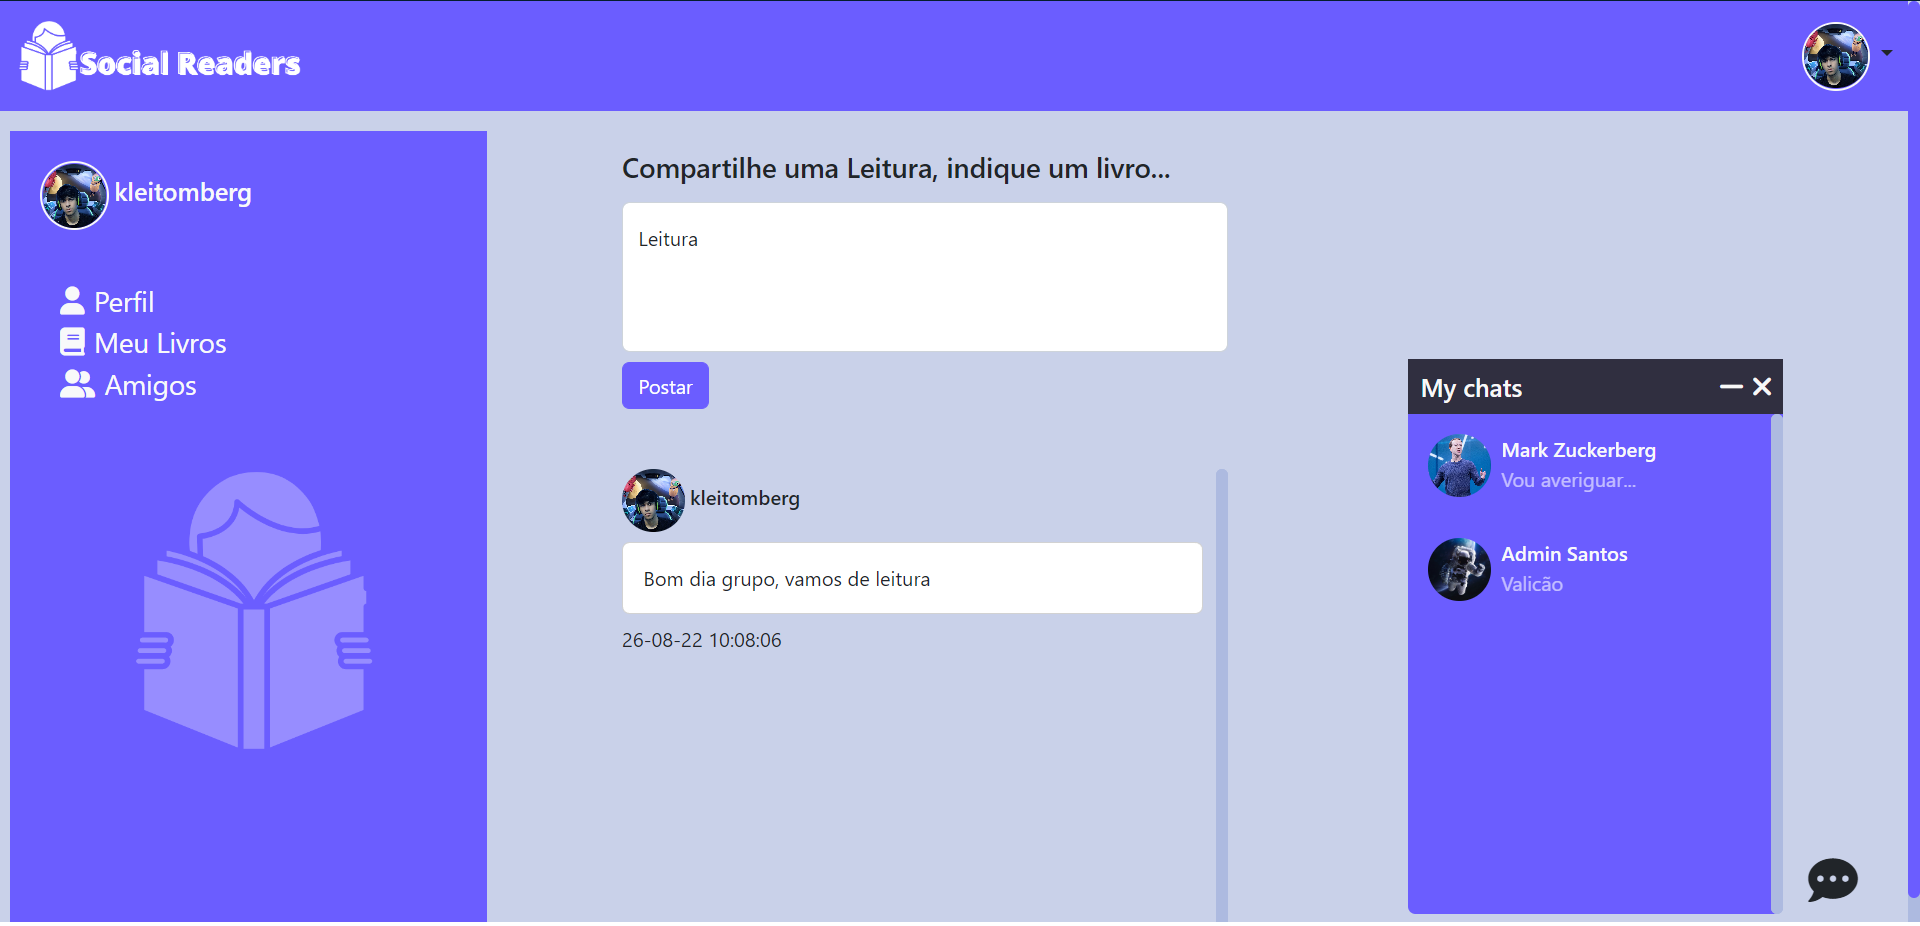 Social Readers
kleitomberg
Perfil
Meu Livros
Amigos
Compartilhe uma Leitura, indique um livro...
Leitura
Postar
kleitomberg
Bom dia grupo, vamos de leitura
26-08-22 10:08:06
My chats
Mark Zuckerberg
Vou averiguar...
Admin Santos
Valicão